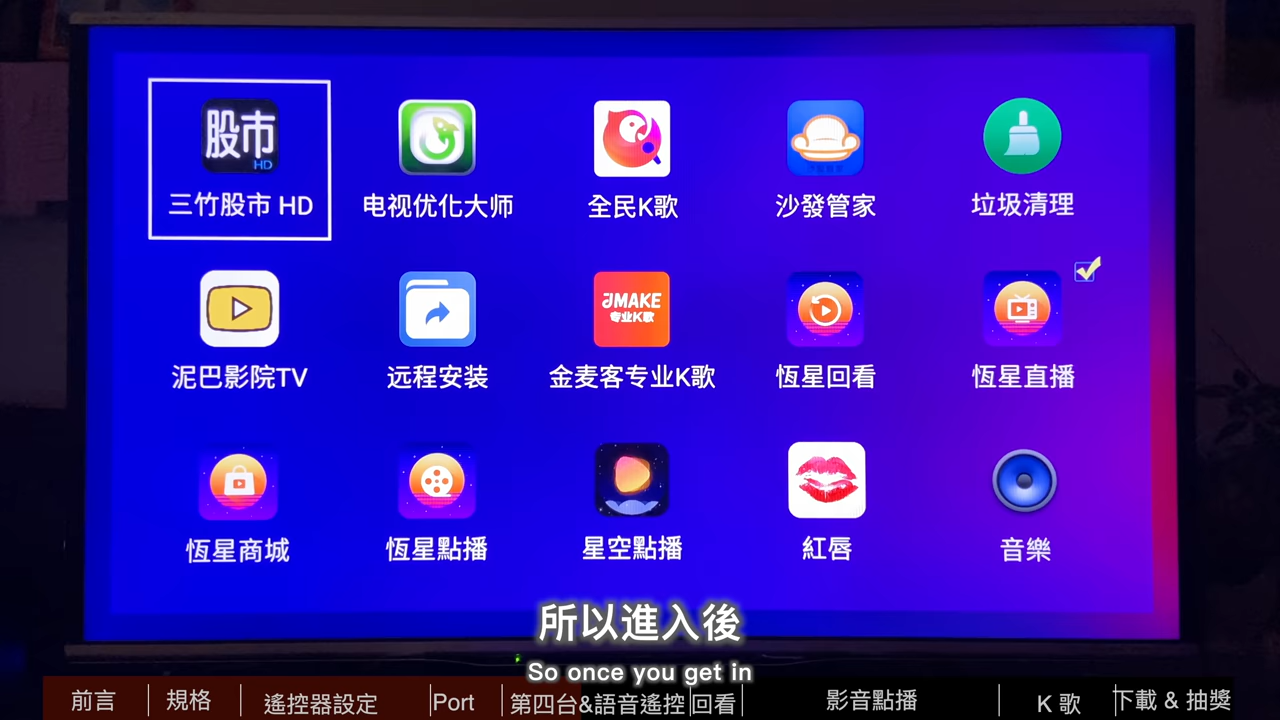 股市
HD
三竹股市 HD
电视优化大师
全民K歌
沙發管家
垃圾清理
泥巴影院TV
远程安装
JMAKE
专业K歌
金麦客专业K歌
恆星回看
恆星直播
恆星商城
恆星點播
星空點播
紅唇
音樂
所以進入後
So once you get in
前言
規格
遙控器設定
Port
第四台&語音遙控
回看
影音點播
K 歌
下載 & 抽獎